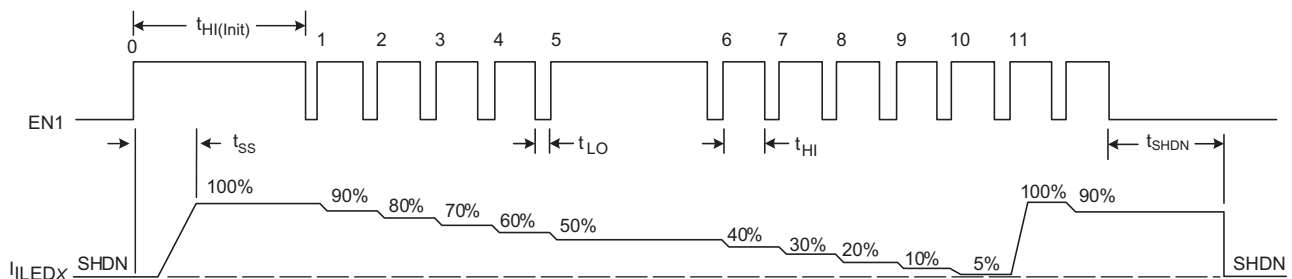 tHI(Init)
0 1 2 3 4 5 6 7 8 9 10 11
EN1
tSS tLO tHI tSHDN
100% 90% 80% 70% 60% 50% 40% 30% 20% 10% 5% 100% 90%
IILEDX SHDN SHDN